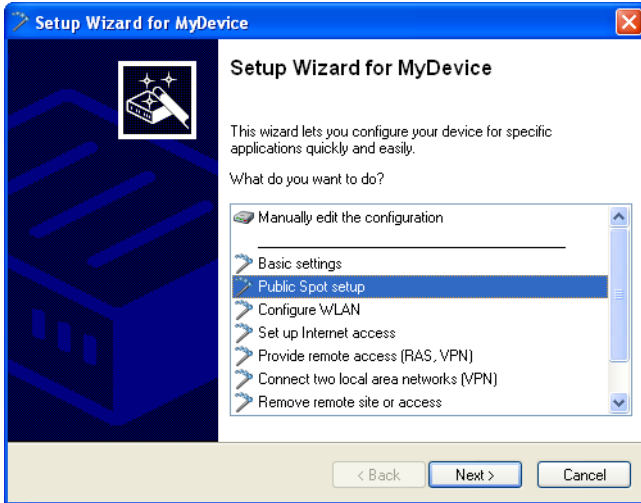 Setup Wizard for MyDevice
Setup Wizard for MyDevice
This wizard lets you configure your device for specific
applications quickly and easily.
What do you want to do?
Manually edit the configuration
Basic settings
Public Spot setup
Configure WLAN
Set up Internet access
Provide remote access (RAS, VPN)
Connect two local area networks (VPN)
Remove remote site or access
< Back
Next >
Cancel